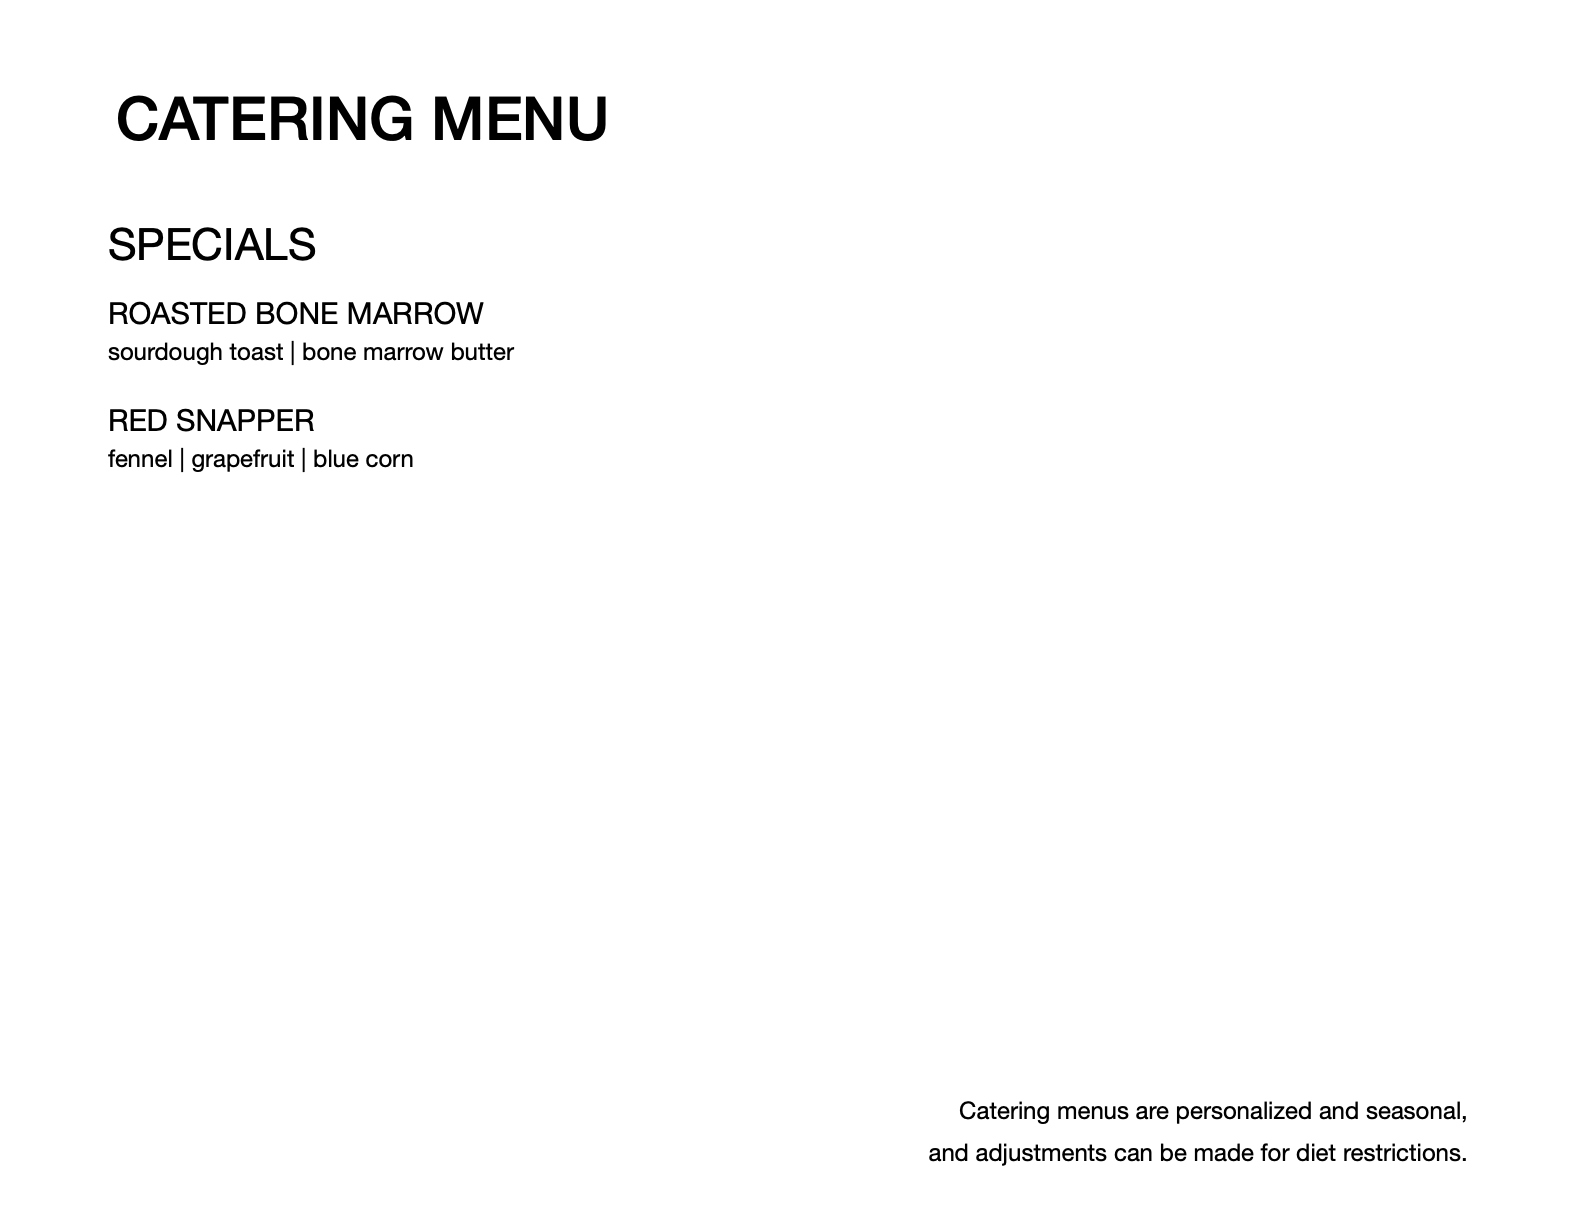 CATERING MENU
SPECIALS
ROASTED BONE MARROW
sourdough toast | bone marrow butter
RED SNAPPER
fennel | grapefruit | blue corn
Catering menus are personalized and seasonal,
and adjustments can be made for diet restrictions.